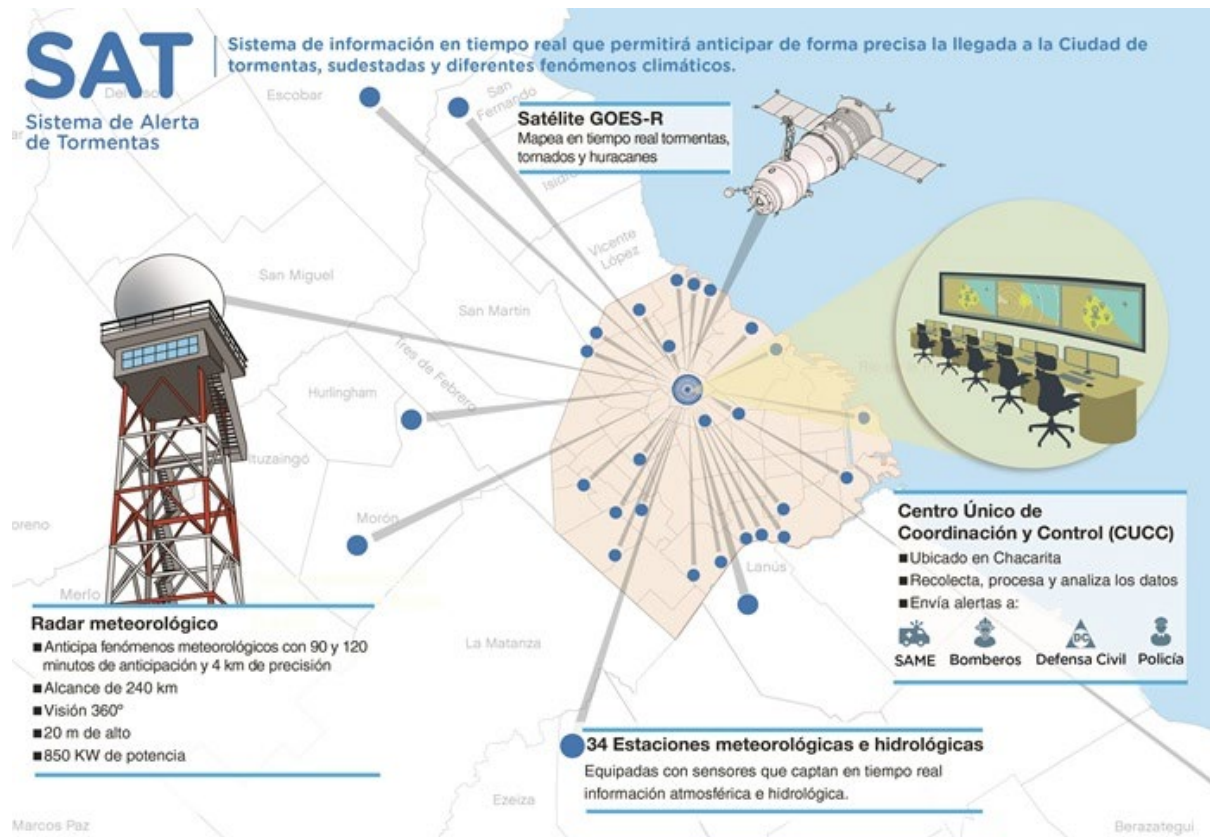 SAT
Sistema de Alerta
de Tormentas
Sistema de información en tiempo real que permitirá anticipar de forma precisa la llegada a la Ciudad de
tormentas, sudestadas y diferentes fenómenos climáticos.
Escobar
San
Fernando
Satélite GOES-R
Mapea en tiempo real tormentas,
tornados y huracanes
Vicente
López
San Miguel
San Martín
Tres de Febrero
Hurlingham
Ituzaingó
Morón
Merlo
Lanús
La Matanza
Centro Único de
Coordinación y Control (CUCC)
Ubicado en Chacarita
Recolecta, procesa y analiza los datos
Envía alertas a:
DC
SAME Bomberos Defensa Civil Policía
Radar meteorológico
Anticipa fenómenos meteorológicos con 90 y 120
minutos de anticipación y 4 km de precisión
Alcance de 240 km
Visión 360º
20 m de alto
850 KW de potencia
34 Estaciones meteorológicas e hidrológicas
Equipadas con sensores que captan en tiempo real
información atmosférica e hidrológica.
Ezeiza
Marcos Paz
Berazategui